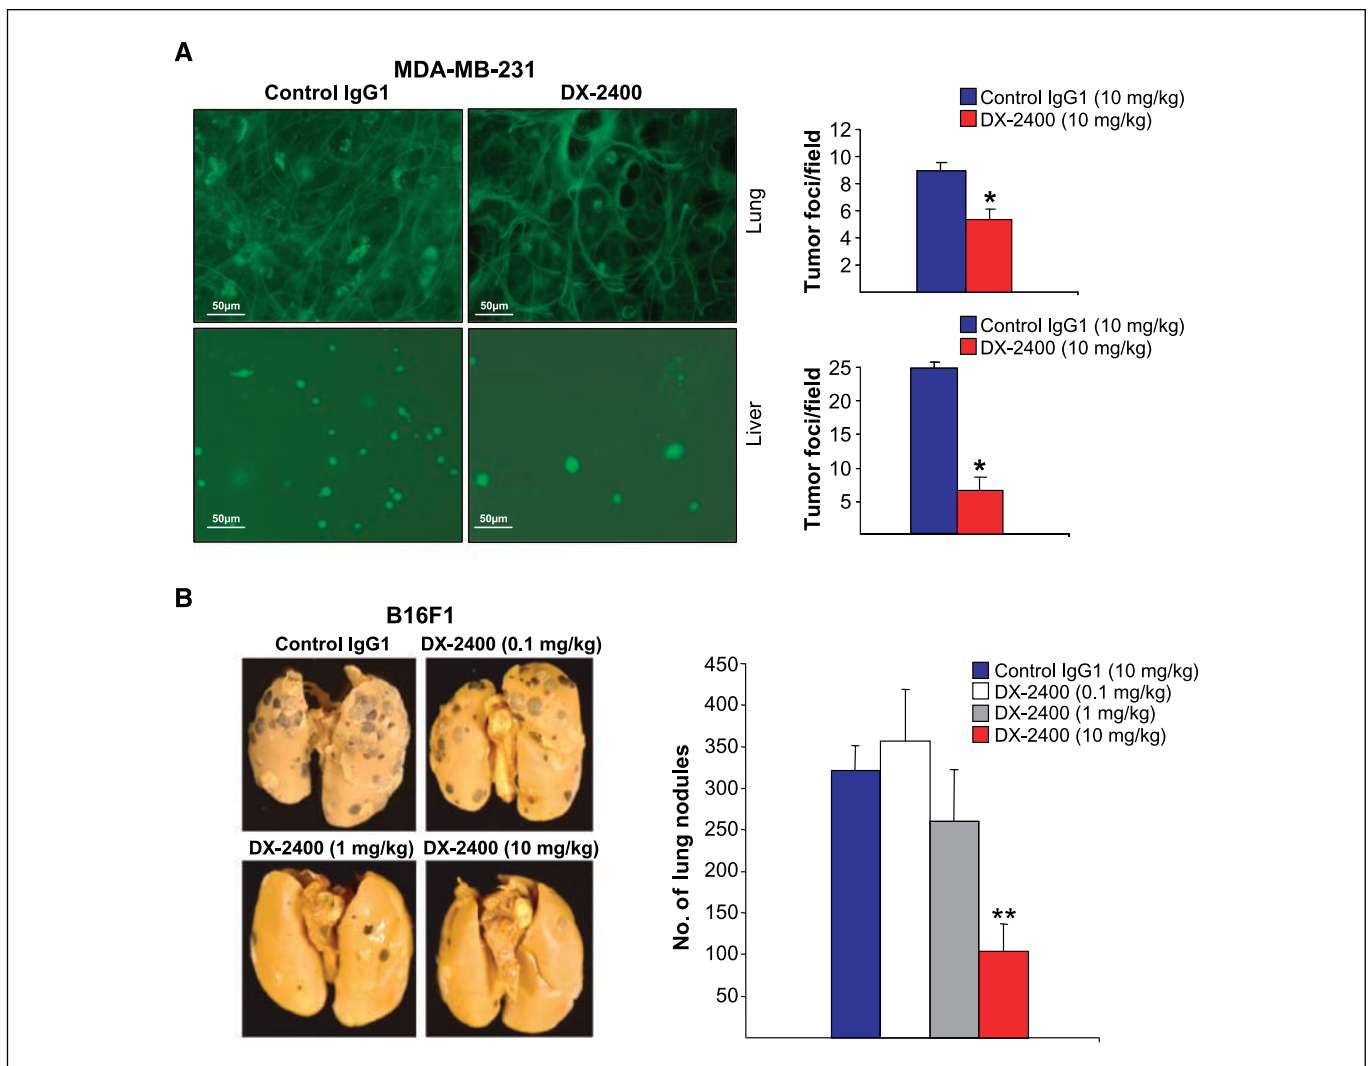 A
MDA-MB-231
Control IgG1
DX-2400
Lung
50µm
50µm
Liver
50µm
50µm
Control IgG1 (10 mg/kg)
DX-2400 (10 mg/kg)
Tumor foci/field
12
10
8
6
4
2
*
Control IgG1 (10 mg/kg)
DX-2400 (10 mg/kg)
Tumor foci/field
25
20
15
10
5
*
B
B16F1
Control IgG1
DX-2400 (0.1 mg/kg)
DX-2400 (1 mg/kg)
DX-2400 (10 mg/kg)
No. of lung nodules
450
400
350
300
250
200
150
100
50
Control IgG1 (10 mg/kg)
DX-2400 (0.1 mg/kg)
DX-2400 (1 mg/kg)
DX-2400 (10 mg/kg)
**